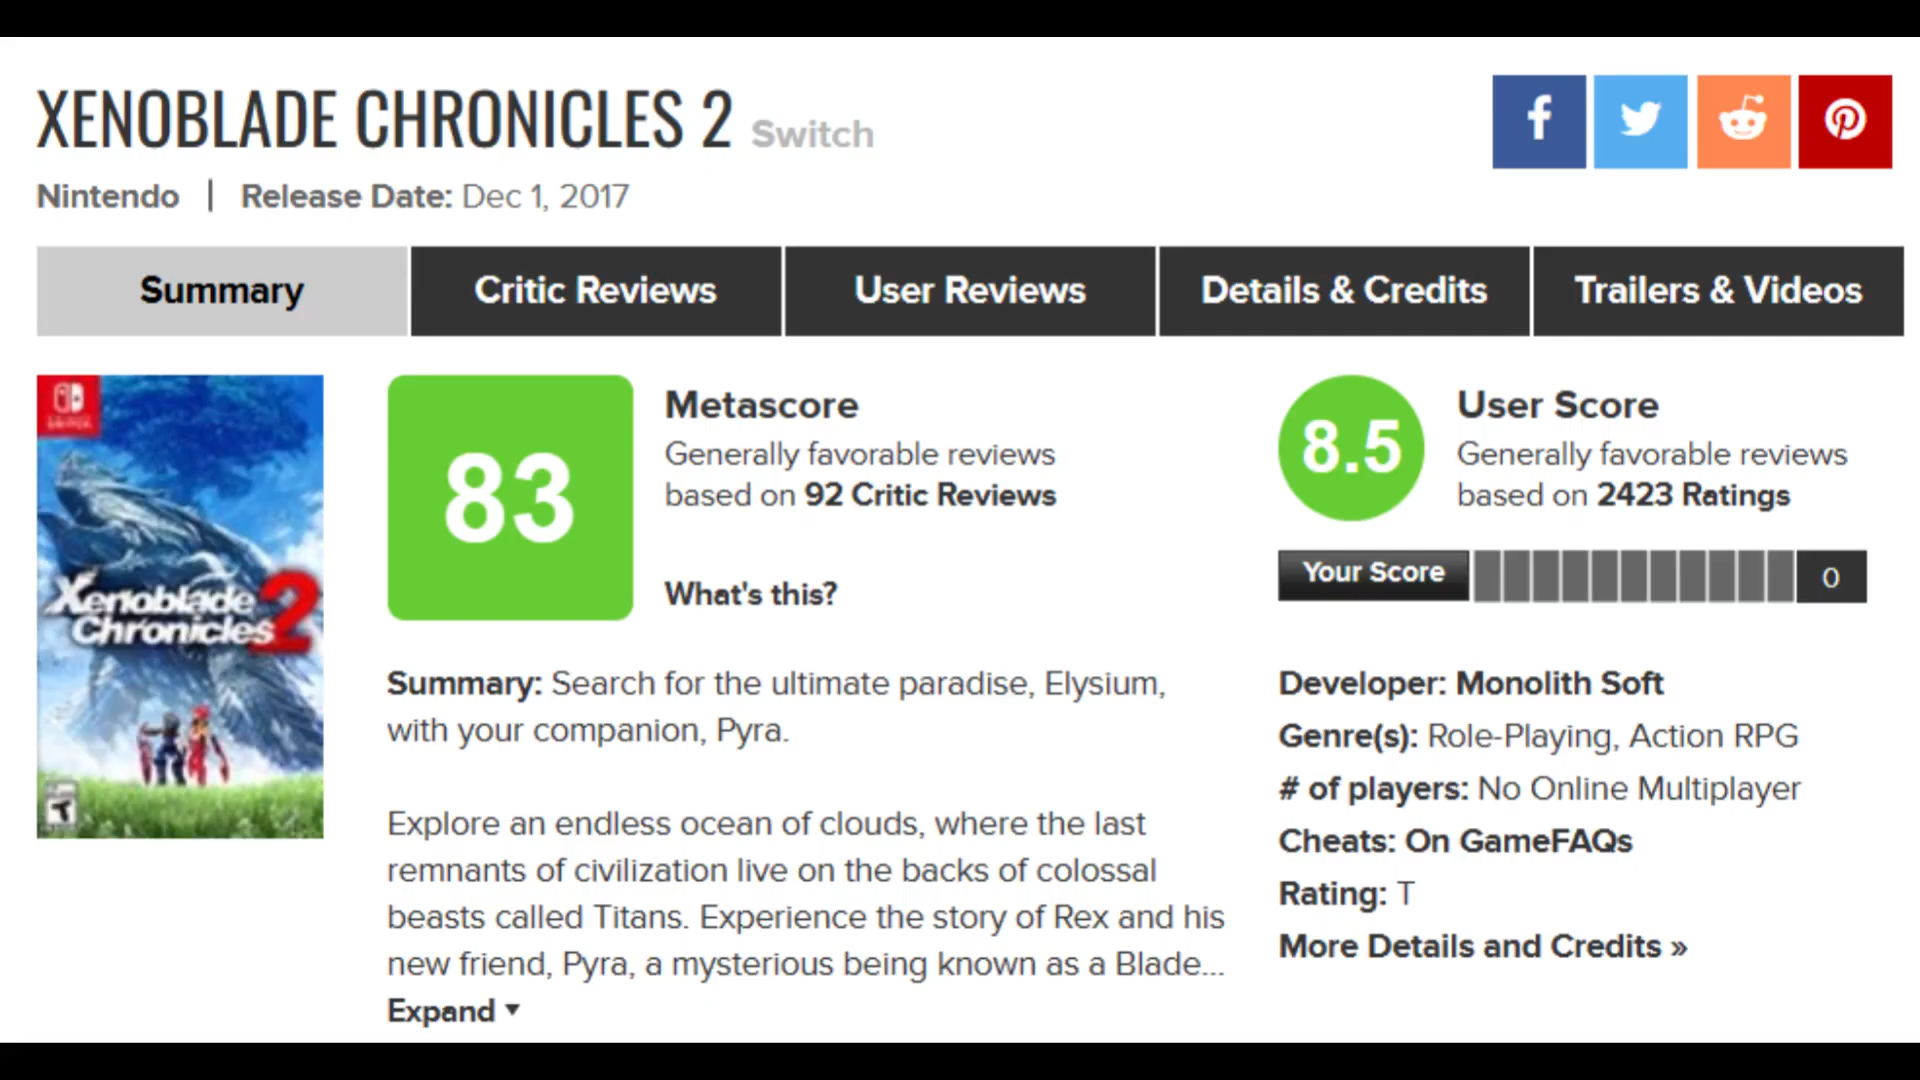 XENOBLADE CHRONICLES 2 Switch
Nintendo | Release Date: Dec 1, 2017
Summary
Critic Reviews
User Reviews
Details & Credits
Trailers & Videos
Xenoblade
Chronicles 2
T
83
Metascore
Generally favorable reviews
based on 92 Critic Reviews
What's this?
Summary: Search for the ultimate paradise, Elysium,
with your companion, Pyra.
Explore an endless ocean of clouds, where the last
remnants of civilization live on the backs of colossal
beasts called Titans. Experience the story of Rex and his
new friend, Pyra, a mysterious being known as a Blade...
Expand ▼
8.5
User Score
Generally favorable reviews
based on 2423 Ratings
Your Score
0
Developer: Monolith Soft
Genre(s): Role-Playing, Action RPG
# of players: No Online Multiplayer
Cheats: On GameFAQs
Rating: T
More Details and Credits »